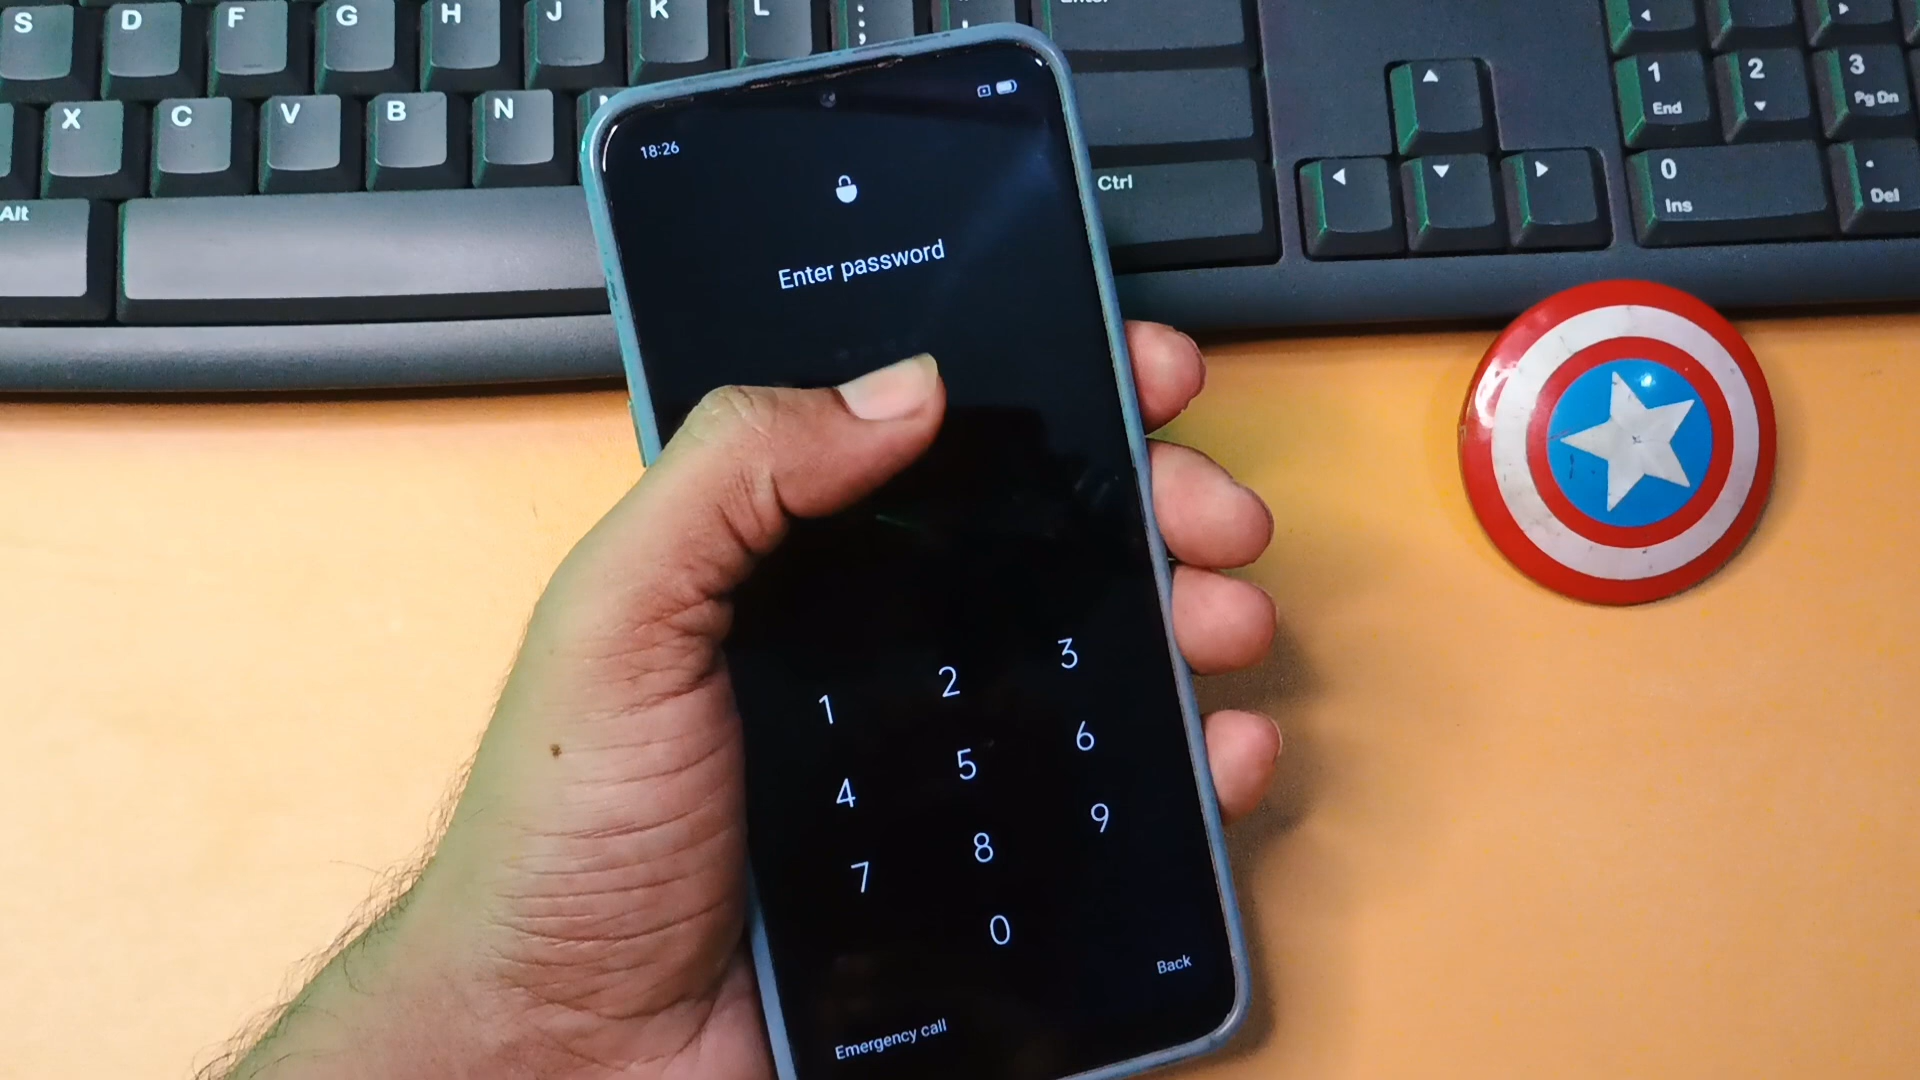 S D F G H J K L ; Enter
X C V B N 1 End 2 3 Pg Dn
Alt Ctrl 0 Ins . Del
18:26
Enter password
1 2 3
4 5 6
7 8 9
0
Back
Emergency call